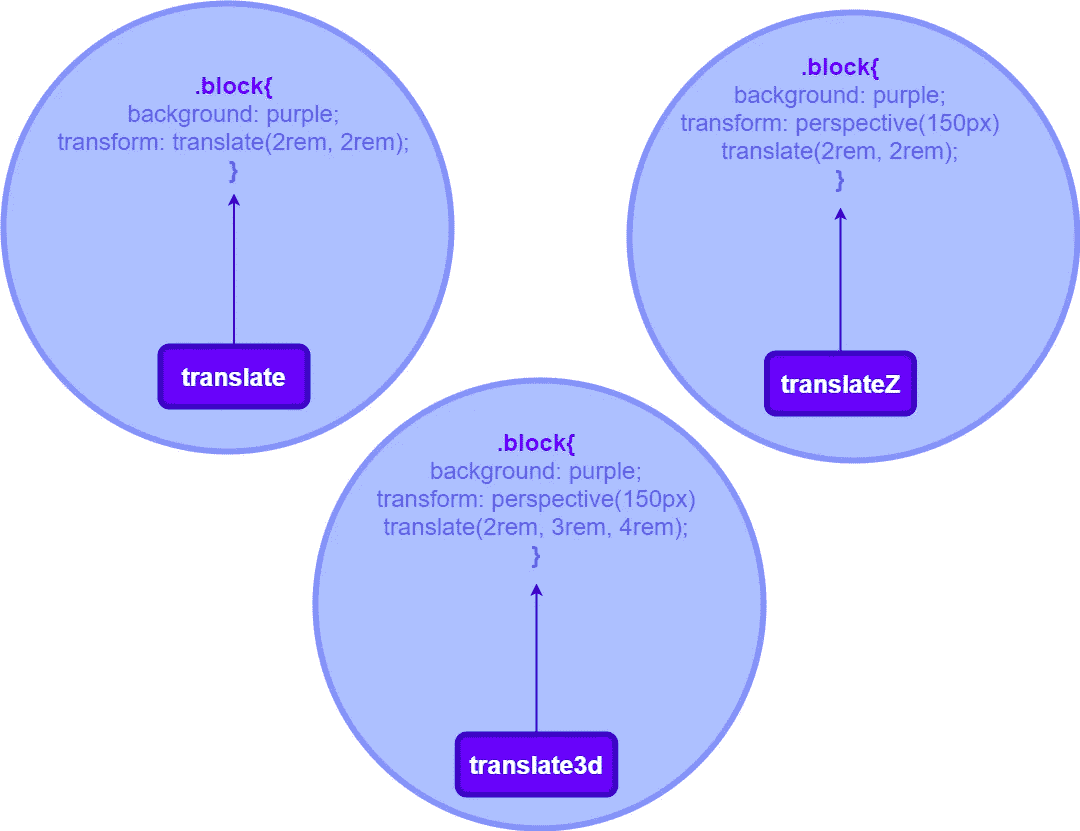 .block{
background: purple;
transform: translate(2rem, 2rem);
}
translate
.block{
background: purple;
transform: perspective(150px)
translate(2rem, 2rem);
}
translateZ
.block{
background: purple;
transform: perspective(150px)
translate(2rem, 3rem, 4rem);
}
translate3d